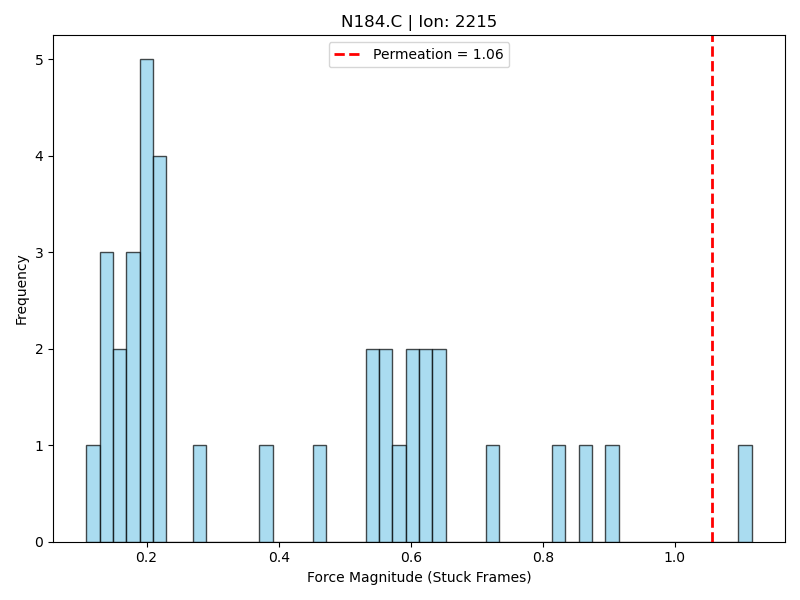 N184.C | Ion: 2215
Permeation = 1.06
Frequency
5
4
3
2
1
0
0.2 0.4 0.6 0.8 1.0
Force Magnitude (Stuck Frames)